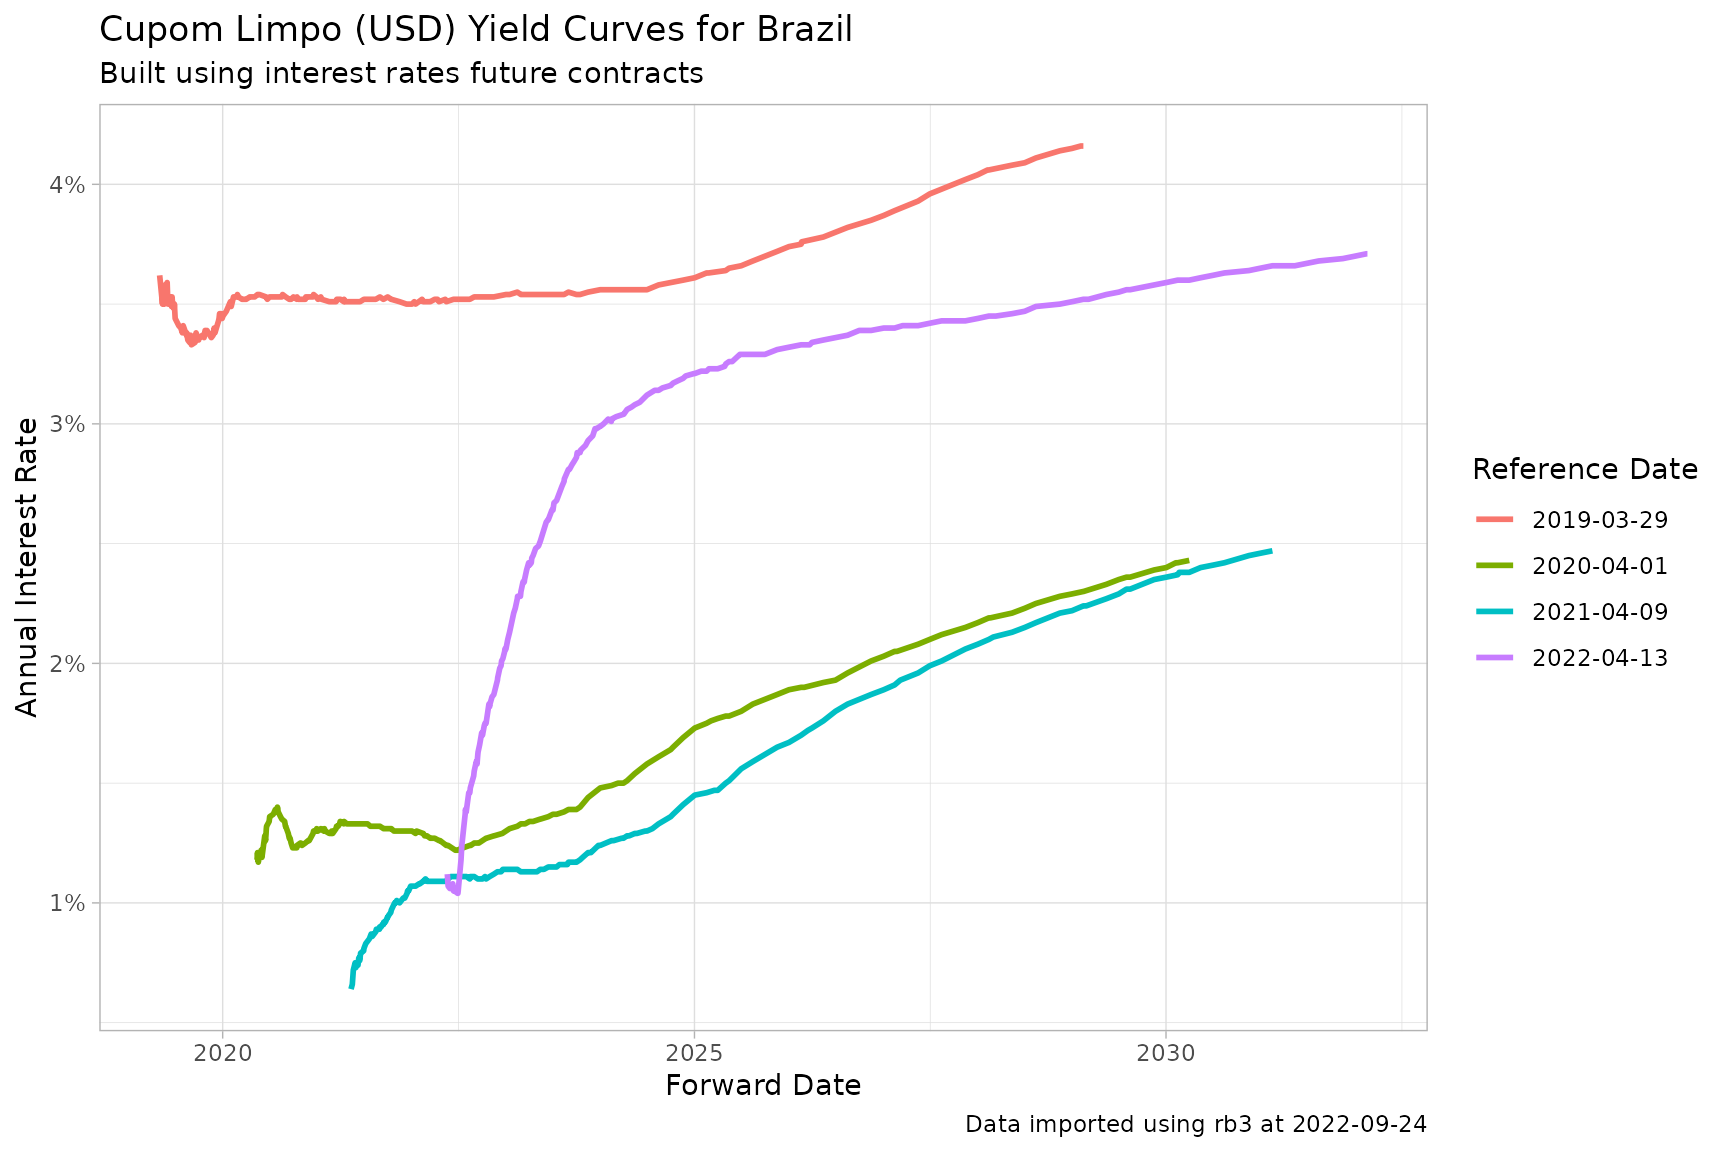 Cupom Limpo (USD) Yield Curves for Brazil
Built using interest rates future contracts
Annual Interest Rate
4%
3%
2%
1%
2020
2025
2030
Forward Date
Reference Date
2019-03-29
2020-04-01
2021-04-09
2022-04-13
Data imported using rb3 at 2022-09-24